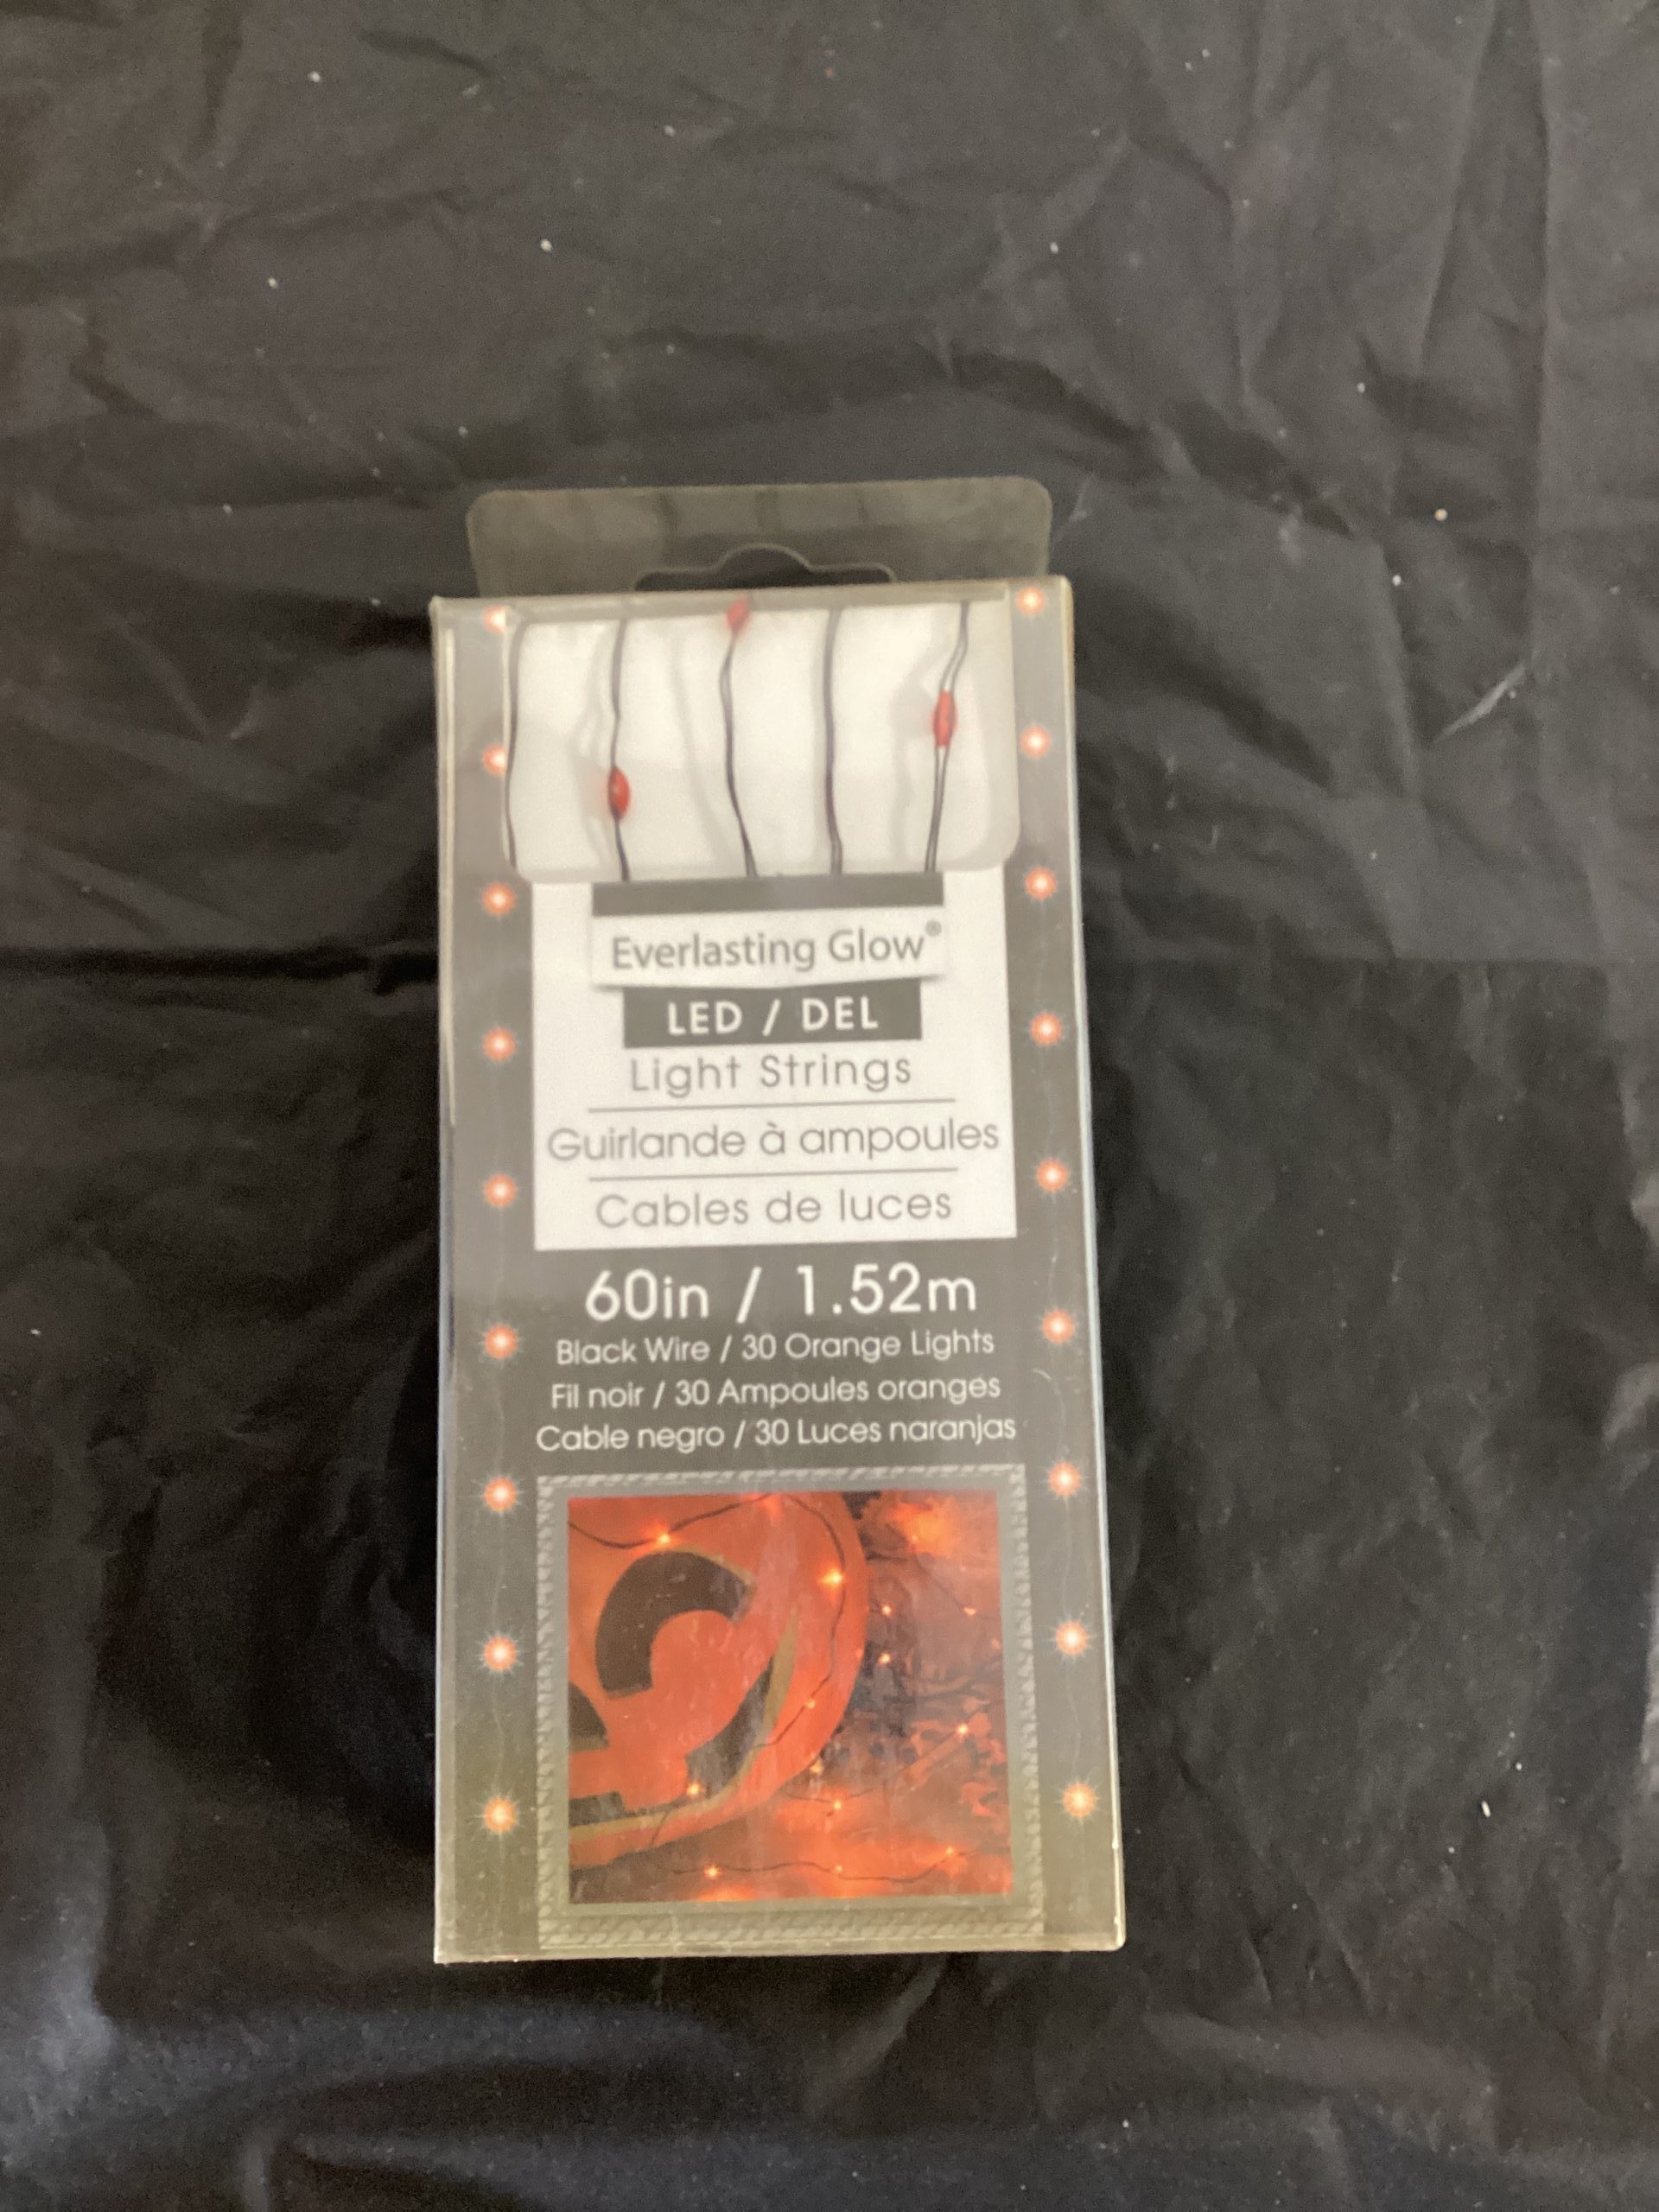 Everlasting Glow®
LED / DEL
Light Strings
Guirlande à ampoules
Cables de luces
60in / 1.52m
Black Wire / 30 Orange Lights
Fil noir / 30 Ampoules oranges
Cable negro / 30 Luces naranjas